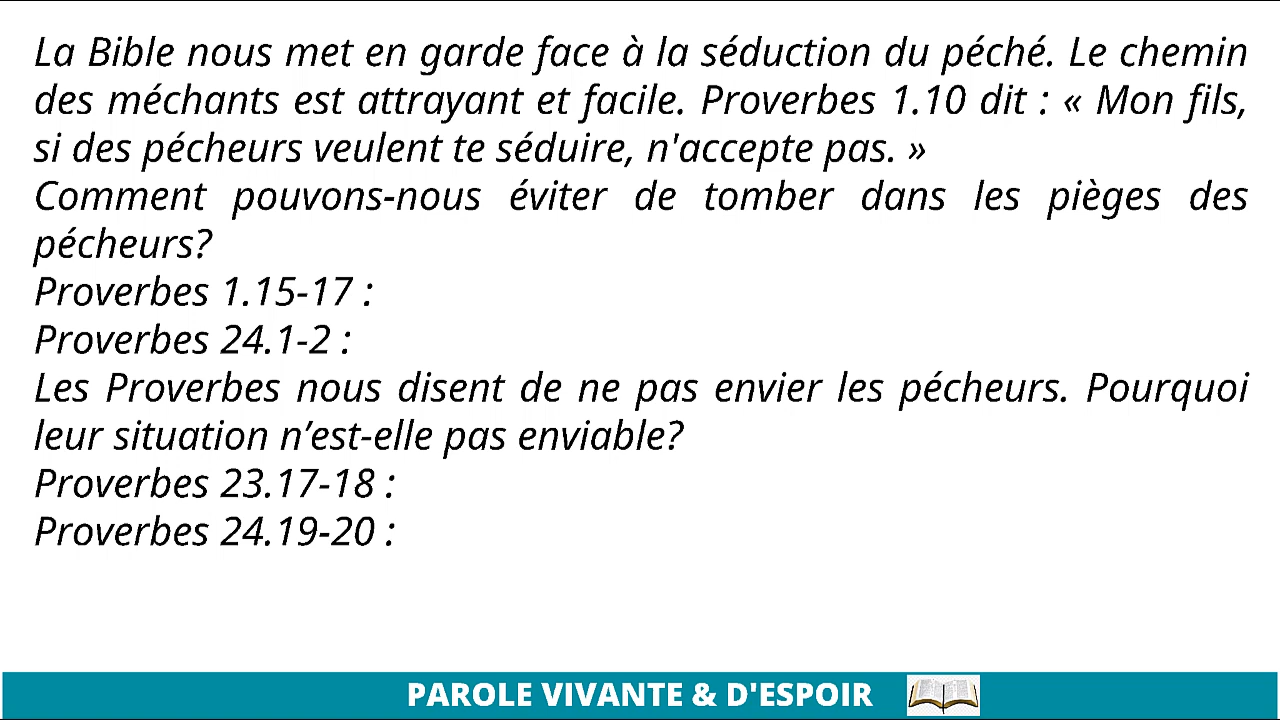 La Bible nous met en garde face à la séduction du péché. Le chemin
des méchants est attrayant et facile. Proverbes 1.10 dit : « Mon fils,
si des pécheurs veulent te séduire, n'accepte pas. »
Comment pouvons-nous éviter de tomber dans les pièges des
pécheurs?
Proverbes 1.15-17 :
Proverbes 24.1-2 :
Les Proverbes nous disent de ne pas envier les pécheurs. Pourquoi
leur situation n’est-elle pas enviable?
Proverbes 23.17-18 :
Proverbes 24.19-20 :
PAROLE VIVANTE & D'ESPOIR